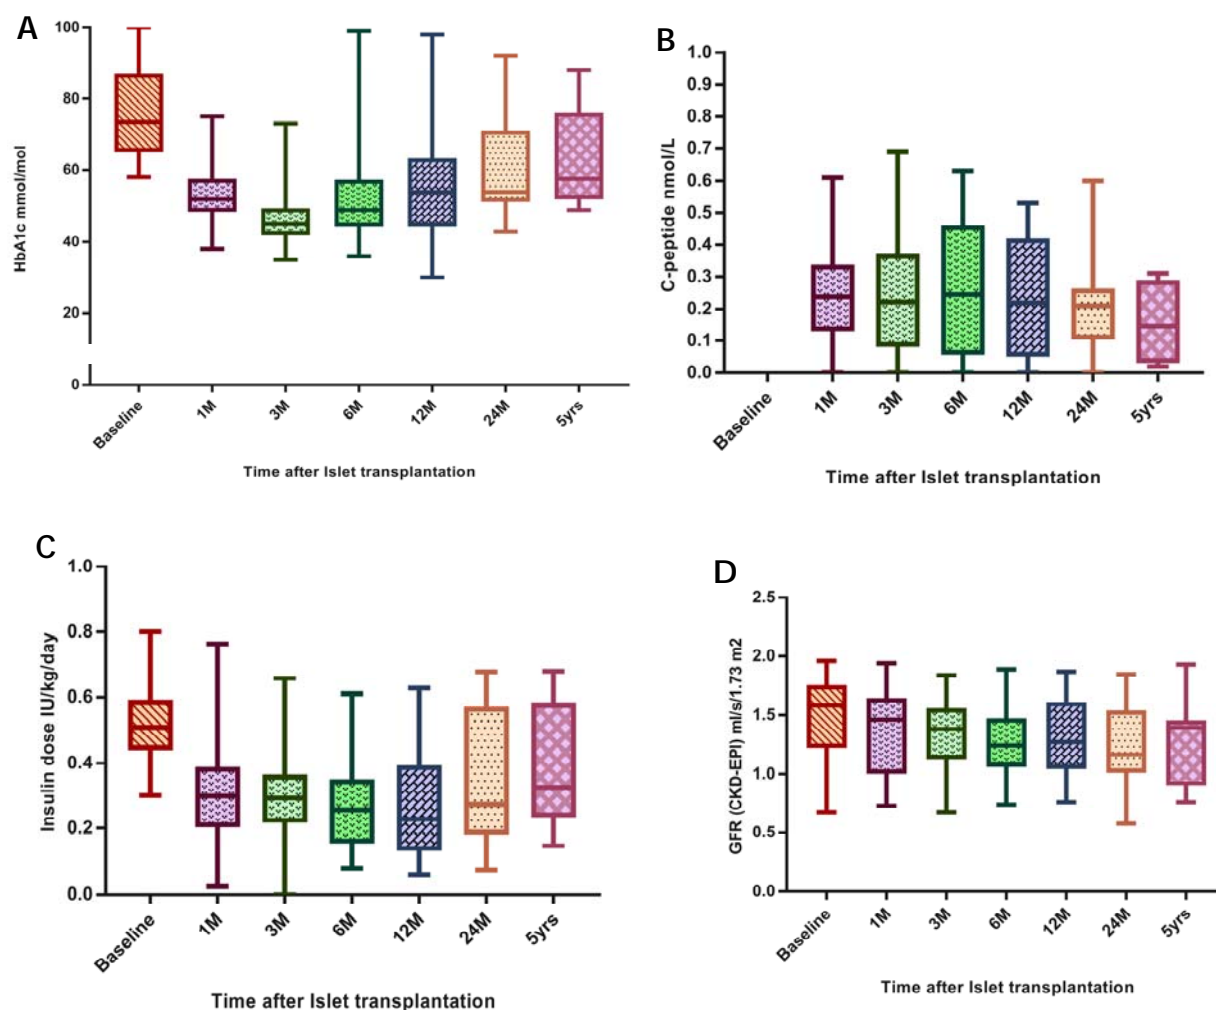 A
HbA1c mmol/mol
100
80
60
40
20
0
Baseline
1M
3M
6M
12M
24M
5yrs
Time after Islet transplantation
B
C-peptide nmol/L
1.0
0.9
0.8
0.7
0.6
0.5
0.4
0.3
0.2
0.1
0.0
Baseline
1M
3M
6M
12M
24M
5yrs
Time after Islet transplantation
C
Insulin dose IU/kg/day
1.0
0.8
0.6
0.4
0.2
0.0
Baseline
1M
3M
6M
12M
24M
5yrs
Time after Islet transplantation
D
GFR (CKD-EPI) ml/s/1.73 m2
2.5
2.0
1.5
1.0
0.5
0.0
Baseline
1M
3M
6M
12M
24M
5yrs
Time after Islet transplantation